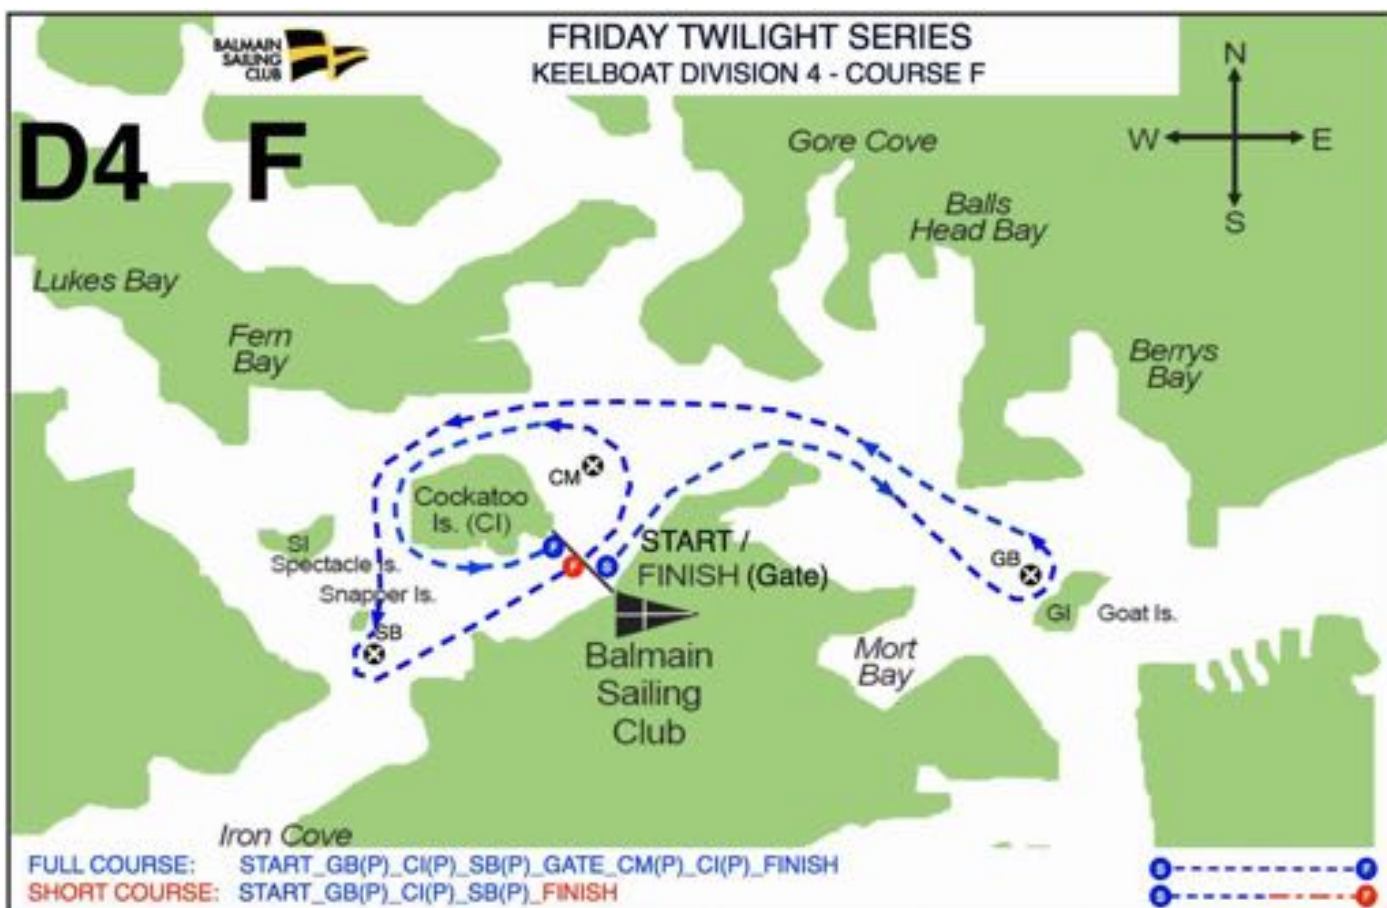 BALMAIN
SAILING
CLUB
FRIDAY TWILIGHT SERIES
KEELBOAT DIVISION 4 - COURSE F
N
W E
S
D4 F
Gore Cove
Balls
Head Bay
Lukes Bay
Fern
Bay
Berrys
Bay
CM
Cockatoo
Is. (CI)
SI
Spectacle Is.
Snapper Is.
SB
F
F
S
START /
FINISH (Gate)
GB
GI Goat Is.
Mort
Bay
Balmain
Sailing
Club
Iron Cove
FULL COURSE: START_GB(P)_CI(P)_SB(P)_GATE_CM(P)_CI(P)_FINISH
SHORT COURSE: START_GB(P)_CI(P)_SB(P)_FINISH
S F
S F